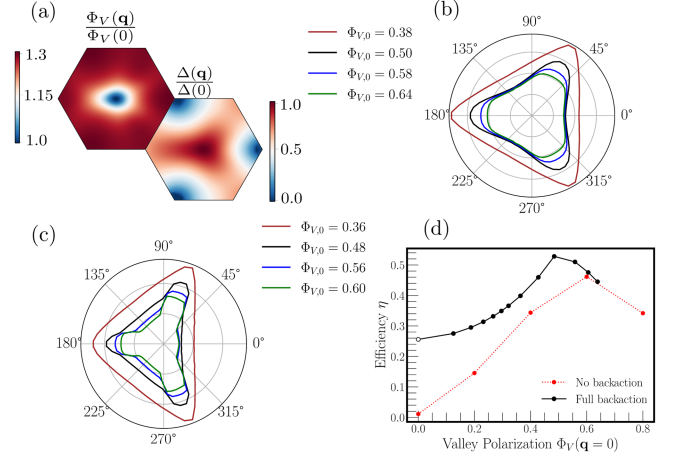 (a)
Φ_V(q)
Φ_V(0)
1.3
1.15
1.0
Δ(q)
Δ(0)
1.0
0.5
0.0
Φ_{V,0} = 0.38
Φ_{V,0} = 0.50
Φ_{V,0} = 0.58
Φ_{V,0} = 0.64
(b)
90°
135°
45°
180°
0°
225°
315°
270°
(c)
90°
135°
45°
180°
0°
225°
315°
270°
Φ_{V,0} = 0.36
Φ_{V,0} = 0.48
Φ_{V,0} = 0.56
Φ_{V,0} = 0.60
(d)
Efficiency η
0.5
0.4
0.3
0.2
0.1
0.0
No backaction
Full backaction
0.0
0.2
0.4
0.6
0.8
Valley Polarization Φ_V(q = 0)